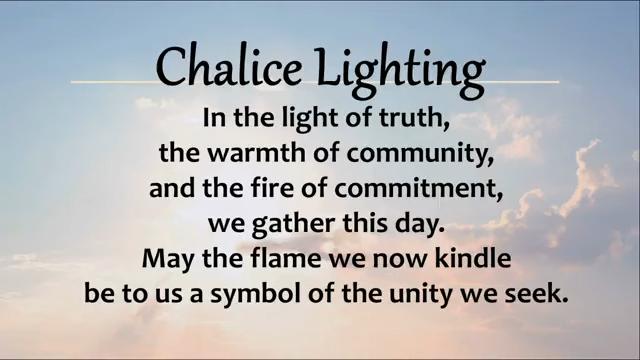 Chalice Lighting
In the light of truth,
the warmth of community,
and the fire of commitment,
we gather this day.
May the flame we now kindle
be to us a symbol of the unity we seek.